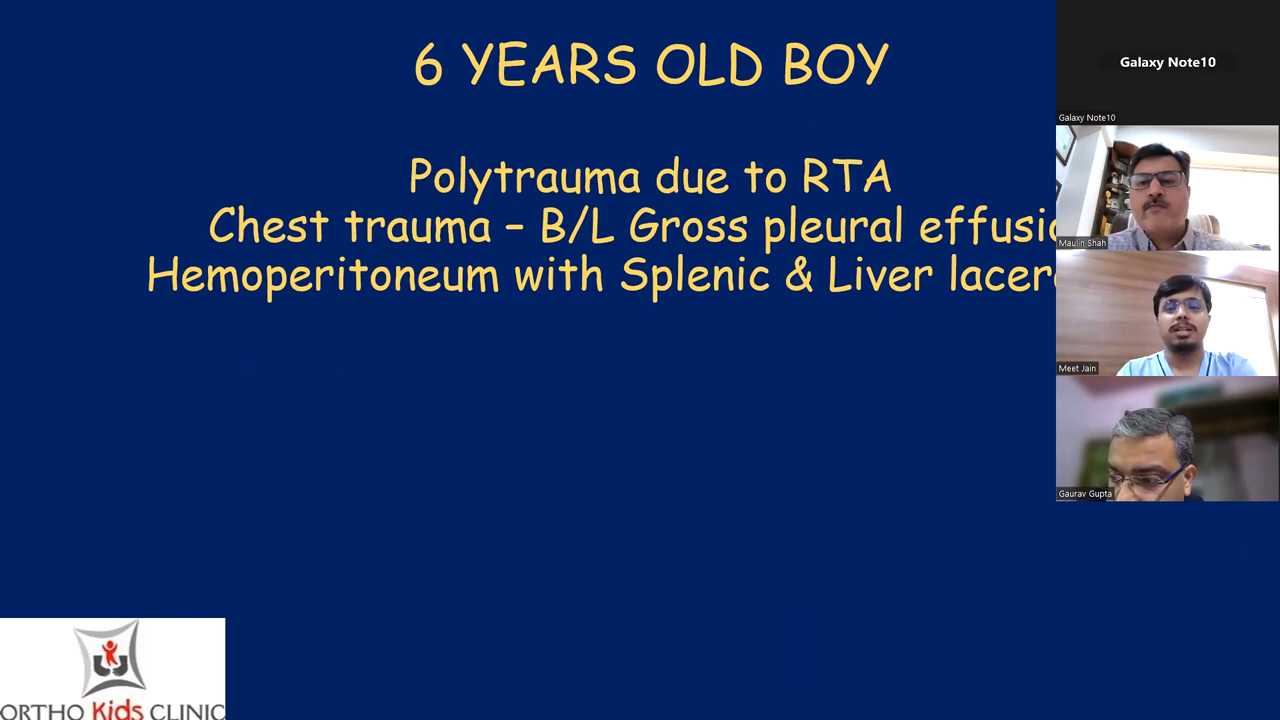 6 YEARS OLD BOY
Polytrauma due to RTA
Chest trauma – B/L Gross pleural
Hemoperitoneum with Splenic & Liver
Galaxy Note10
Galaxy Note10
Maulin Shah
Meet Jain
Gaurav Gupta
ORTHO Kids CLINIC